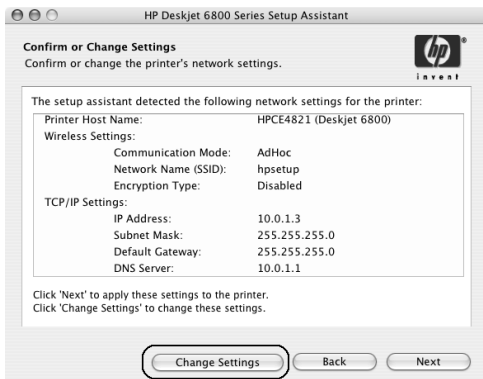 HP Deskjet 6800 Series Setup Assistant
Confirm or Change Settings
Confirm or change the printer's network settings.
hp
invent
The setup assistant detected the following network settings for the printer:
Printer Host Name: HPCE4821 (Deskjet 6800)
Wireless Settings:
Communication Mode: AdHoc
Network Name (SSID): hpsetup
Encryption Type: Disabled
TCP/IP Settings:
IP Address: 10.0.1.3
Subnet Mask: 255.255.255.0
Default Gateway: 255.255.255.0
DNS Server: 10.0.1.1
Click 'Next' to apply these settings to the printer.
Click 'Change Settings' to change these settings.
Change Settings Back Next